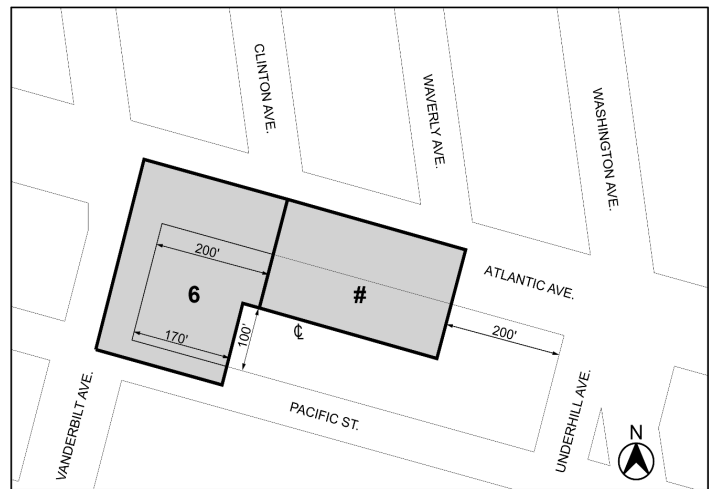 CLINTON AVE.
WAVERLY AVE.
WASHINGTON AVE.
200'
ATLANTIC AVE.
6
#
170'
100'
℄
200'
PACIFIC ST.
VANDERBILT AVE.
UNDERHILL AVE.
N